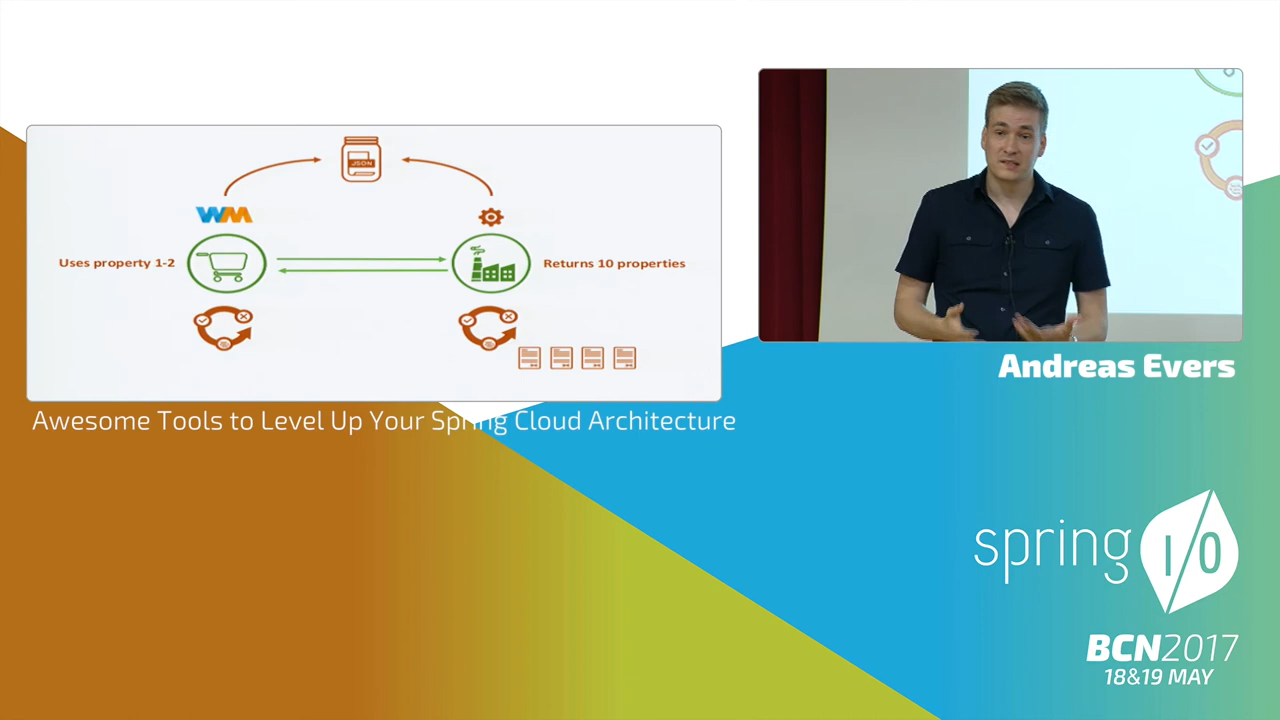 JSON
WM
Uses property 1-2
Returns 10 properties
Andreas Evers
Awesome Tools to Level Up Your Spring Cloud Architecture
spring I/O
BCN2017
18&19 MAY